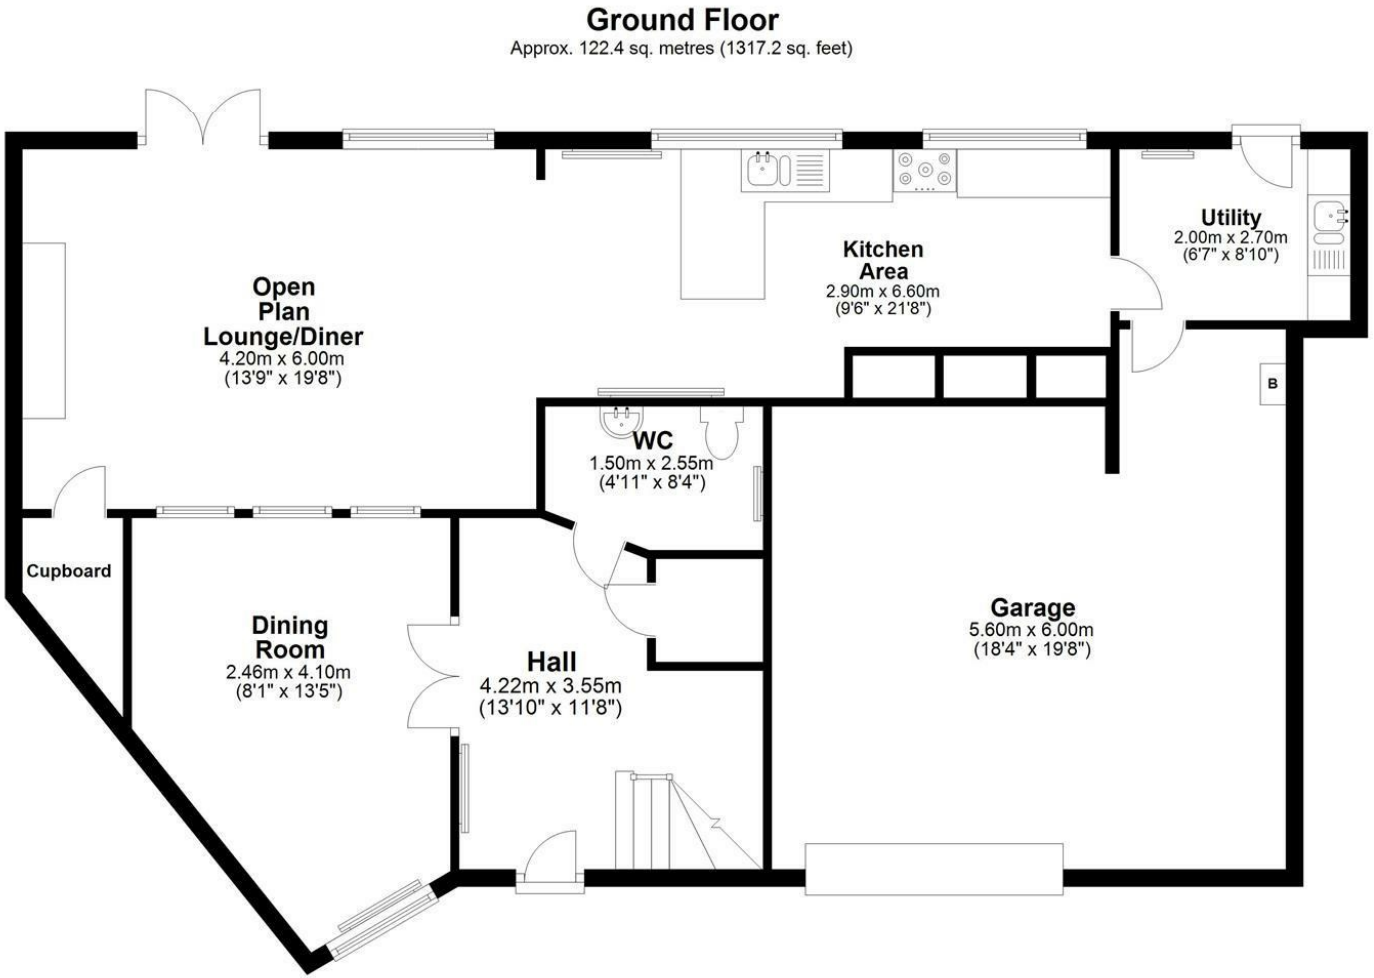 Ground Floor
Approx. 122.4 sq. metres (1317.2 sq. feet)
Utility
2.00m x 2.70m
(6'7" x 8'10")
Kitchen
Area
2.90m x 6.60m
(9'6" x 21'8")
Open
Plan
Lounge/Diner
4.20m x 6.00m
(13'9" x 19'8")
B
WC
1.50m x 2.55m
(4'11" x 8'4")
Cupboard
Dining
Room
2.46m x 4.10m
(8'1" x 13'5")
Hall
4.22m x 3.55m
(13'10" x 11'8")
Garage
5.60m x 6.00m
(18'4" x 19'8")